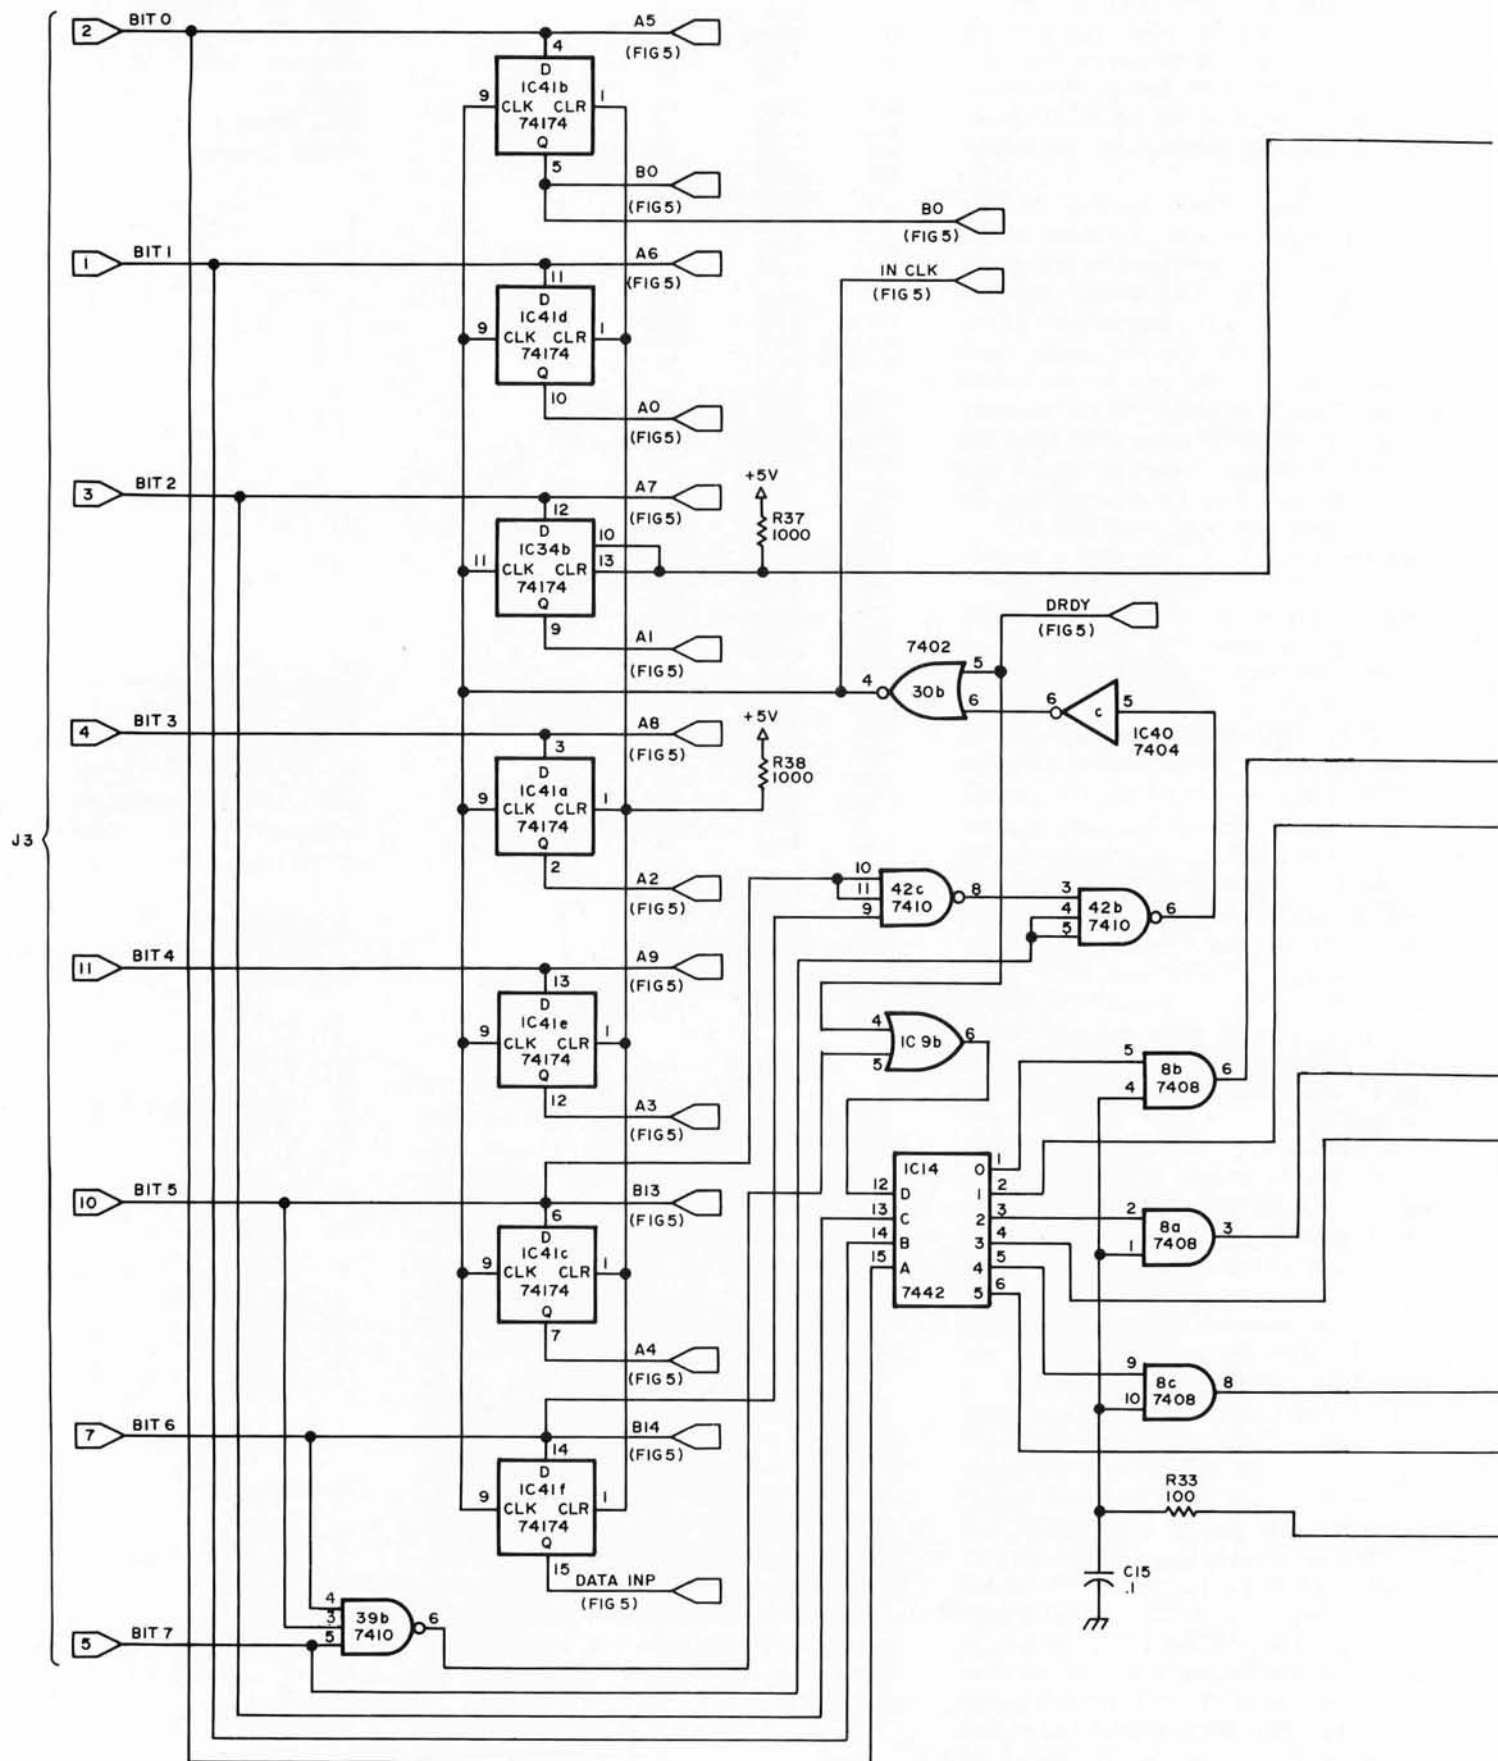 2 BIT 0 A5
(FIG 5)
4
D
IC41b
9 CLK CLR 1
74174
Q
5
B0
(FIG 5)
B0
(FIG 5)
1 BIT 1 A6
(FIG 5)
IN CLK
(FIG 5)
11
D
IC41d
9 CLK CLR 1
74174
Q
10
A0
(FIG 5)
3 BIT 2 A7
(FIG 5)
+5V
R37
1000
12
D
10
IC34b
11 CLK CLR 13
74174
Q
9
A1
(FIG 5)
DRDY
(FIG 5)
7402
4 30b 5
6
6 c 5
IC40
7404
4 BIT 3 A8
(FIG 5)
+5V
R38
1000
3
D
IC41a
9 CLK CLR 1
74174
Q
2
A2
(FIG 5)
J3
10
11
9
42c
7410
8
3
4
5
42b
7410
6
11 BIT 4 A9
(FIG 5)
13
D
IC41e
9 CLK CLR 1
74174
Q
12
A3
(FIG 5)
4
5
IC 9b
6
5
4
8b
7408
6
10 BIT 5 B13
(FIG 5)
6
D
IC41c
9 CLK CLR 1
74174
Q
7
A4
(FIG 5)
IC14 0 1
12 D 1 2
13 C 2 3
14 B 3 4
15 A 4 5
7442 5 6
2
1
8a
7408
3
9
10
8c
7408
8
7 BIT 6 B14
(FIG 5)
14
D
IC41f
9 CLK CLR 1
74174
Q
15
DATA INP
(FIG 5)
R33
100
C15
.1
4
3
5
39b
7410
6
5 BIT 7